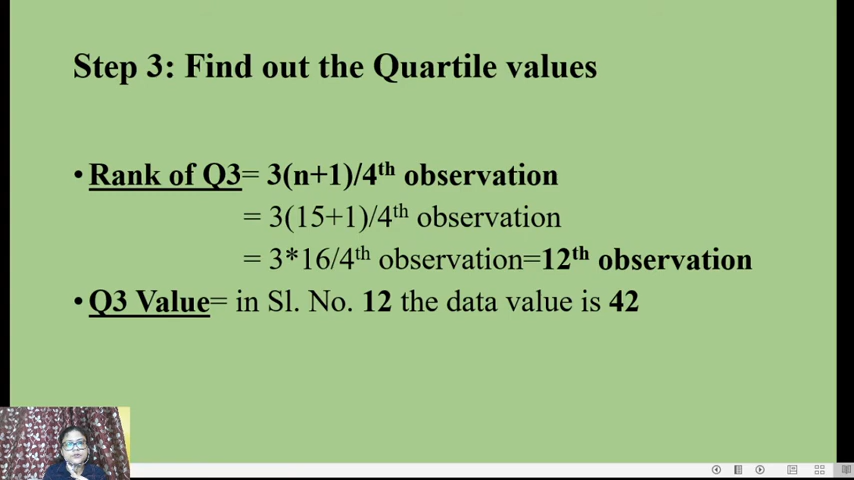 Step 3: Find out the Quartile values
• Rank of Q3= 3(n+1)/4th observation
= 3(15+1)/4th observation
= 3*16/4th observation=12th observation
• Q3 Value= in Sl. No. 12 the data value is 42